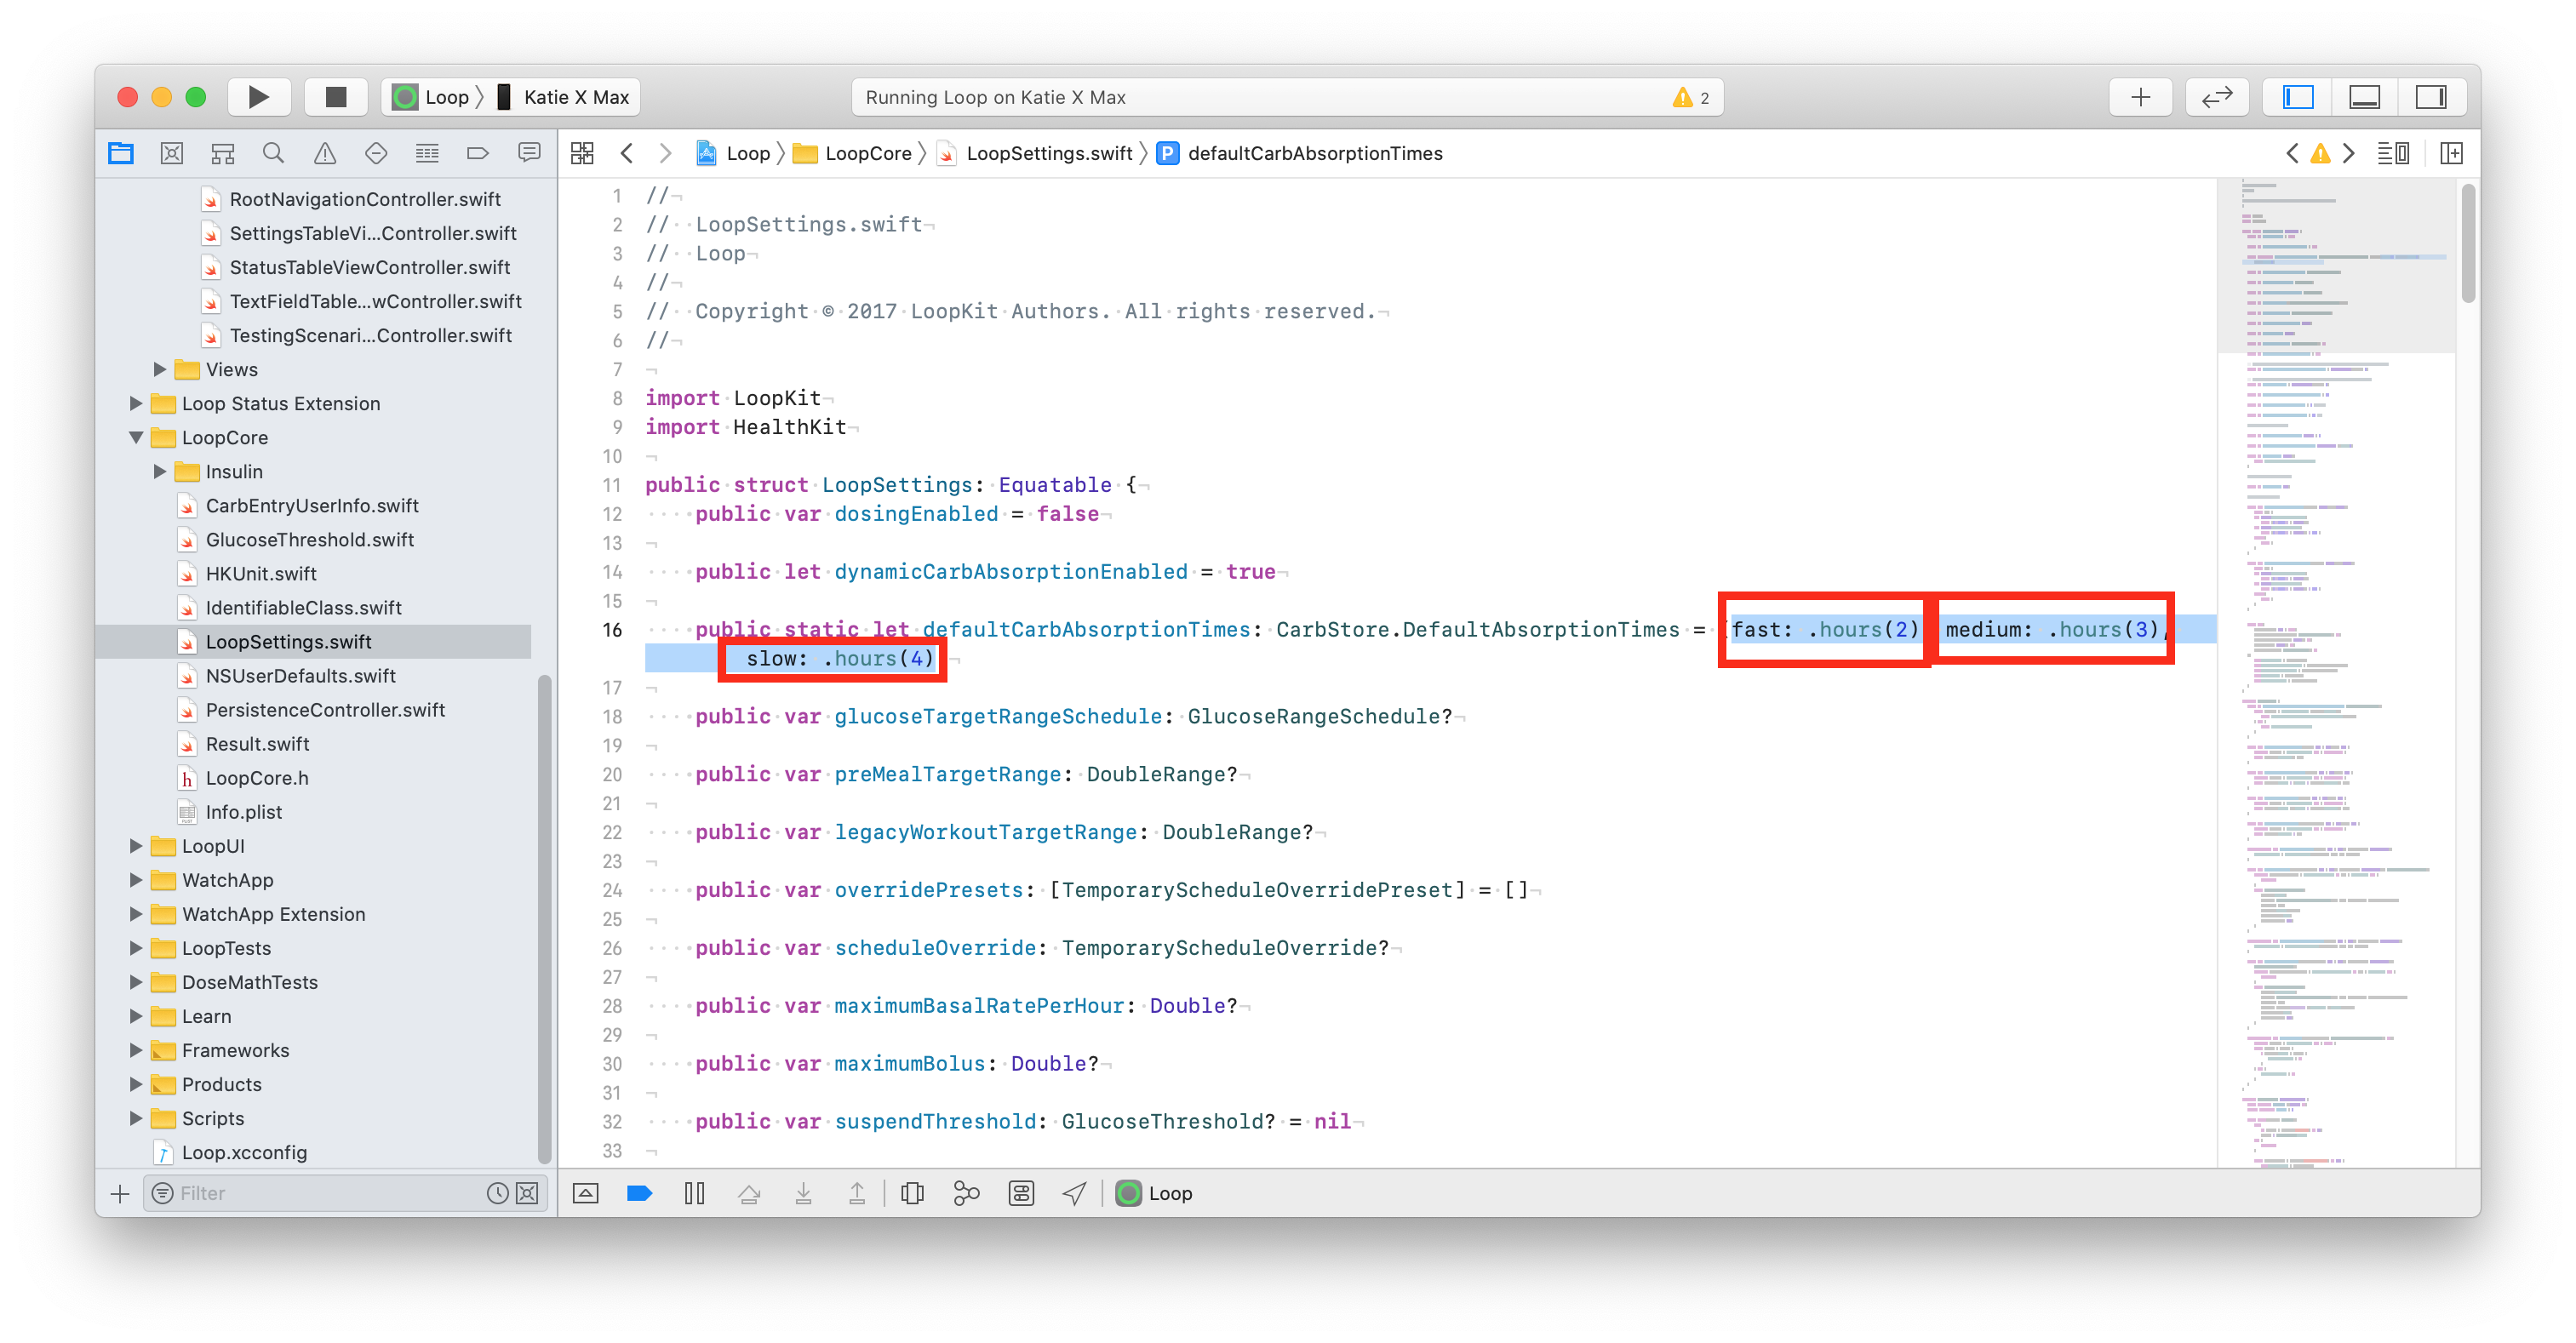 Loop 〉 Katie X Max
Running Loop on Katie X Max 2
Loop 〉 LoopCore 〉 LoopSettings.swift 〉 P defaultCarbAbsorptionTimes
RootNavigationController.swift
SettingsTableVi...Controller.swift
StatusTableViewController.swift
TextFieldTable...wController.swift
TestingScenari...Controller.swift
Views
Loop Status Extension
LoopCore
Insulin
CarbEntryUserInfo.swift
GlucoseThreshold.swift
HKUnit.swift
IdentifiableClass.swift
LoopSettings.swift
NSUserDefaults.swift
PersistenceController.swift
Result.swift
h LoopCore.h
Info.plist
LoopUI
WatchApp
WatchApp Extension
LoopTests
DoseMathTests
Learn
Frameworks
Products
Scripts
Loop.xcconfig
Filter
1 //
2 // LoopSettings.swift
3 // Loop
4 //
5 // Copyright © 2017 LoopKit Authors. All rights reserved.
6 //
7
8 import LoopKit
9 import HealthKit
10
11 public struct LoopSettings: Equatable {
12 public var dosingEnabled = false
13
14 public let dynamicCarbAbsorptionEnabled = true
15
16 public static let defaultCarbAbsorptionTimes: CarbStore.DefaultAbsorptionTimes = (fast: .hours(2) medium: .hours(3),
slow: .hours(4)
17
18 public var glucoseTargetRangeSchedule: GlucoseRangeSchedule?
19
20 public var preMealTargetRange: DoubleRange?
21
22 public var legacyWorkoutTargetRange: DoubleRange?
23
24 public var overridePresets: [TemporaryScheduleOverridePreset] = []
25
26 public var scheduleOverride: TemporaryScheduleOverride?
27
28 public var maximumBasalRatePerHour: Double?
29
30 public var maximumBolus: Double?
31
32 public var suspendThreshold: GlucoseThreshold? = nil
33
Loop